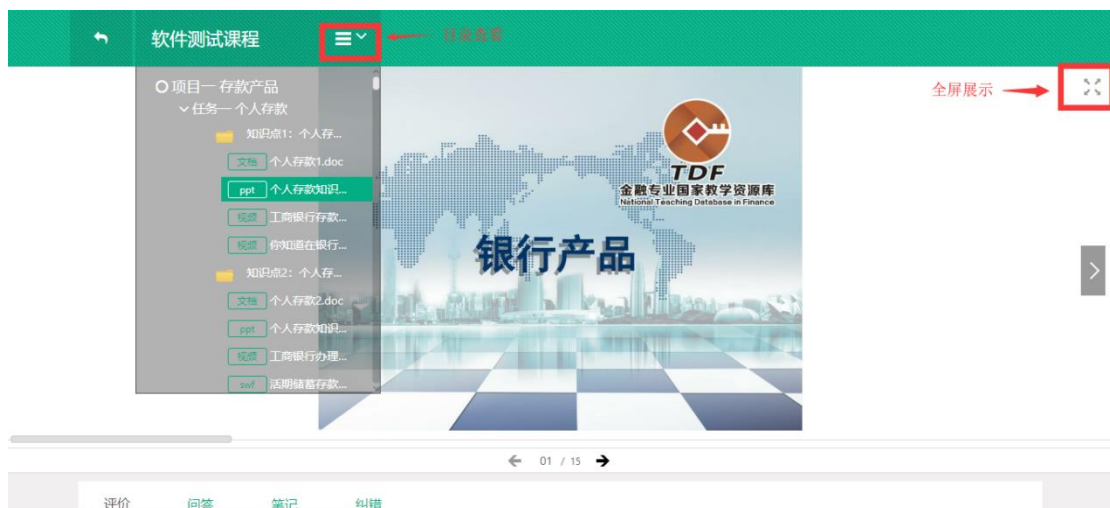 软件测试课程
目录查看
项目一 存款产品
任务一 个人存款
知识点1：个人存...
文档 个人存款1.doc
ppt 个人存款知识...
视频 工商银行存款...
视频 你知道在银行...
知识点2：个人存...
文档 个人存款2.doc
ppt 个人存款知识...
视频 工商银行办理...
swf 活期储蓄存款...
全屏展示
TDF
金融专业国家教学资源库
National Teaching Database in Finance
银行产品
01 / 15
评价 问答 笔记 纠错